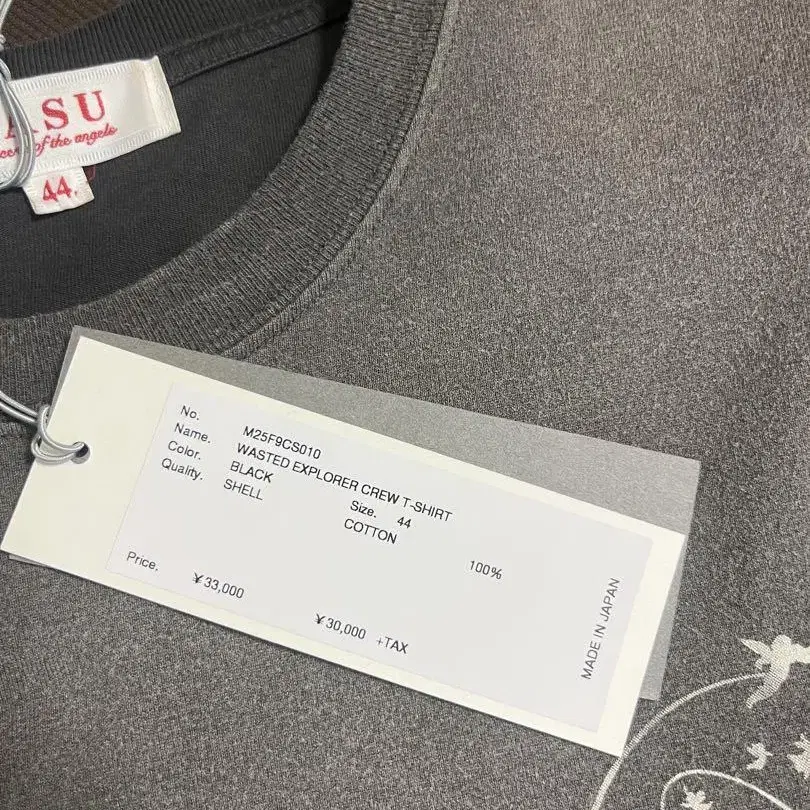 ASU
of the angels
44.
No. M25F9CS010
Name. WASTED EXPLORER CREW T-SHIRT
Color. BLACK Size. 44
Quality. SHELL COTTON 100%
Price. ¥33,000
¥30,000 +TAX
MADE IN JAPAN